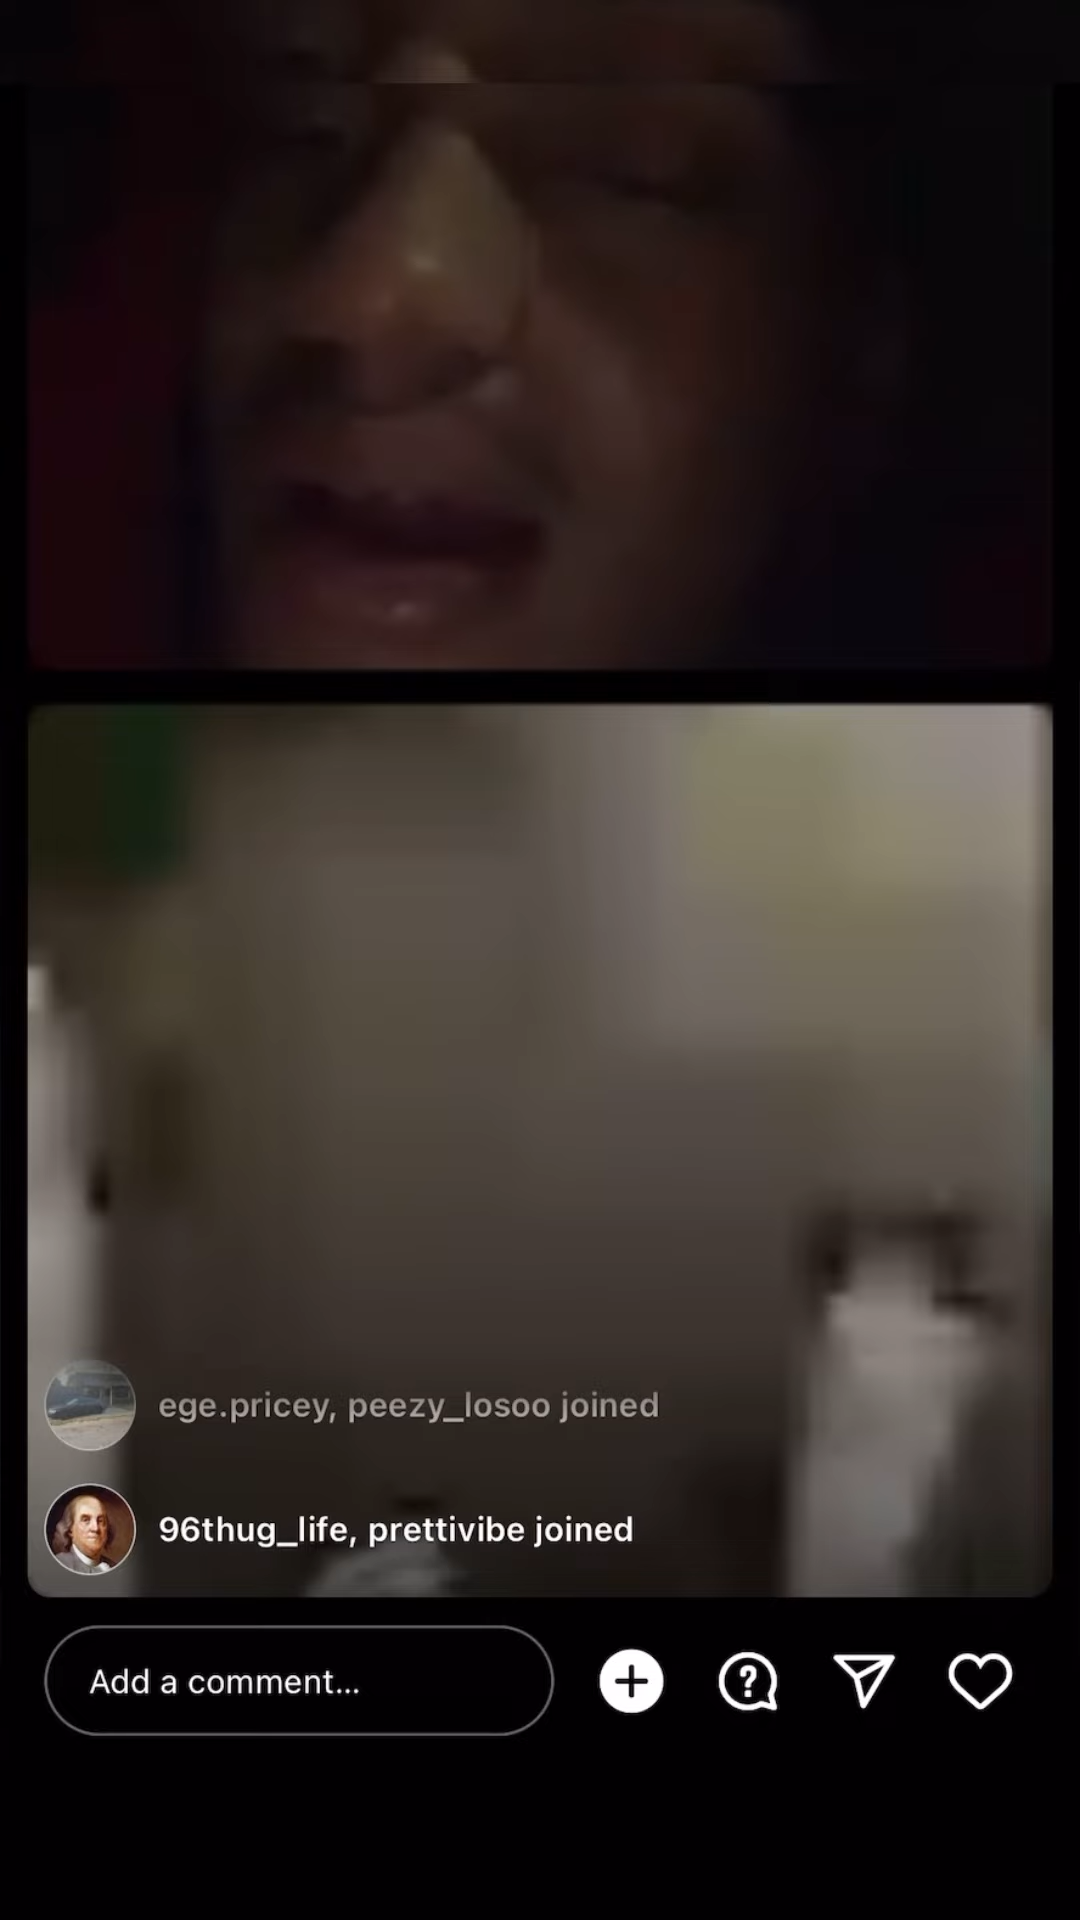 ege.pricey, peezy_losoo joined
96thug_life, prettivibe joined
Add a comment...